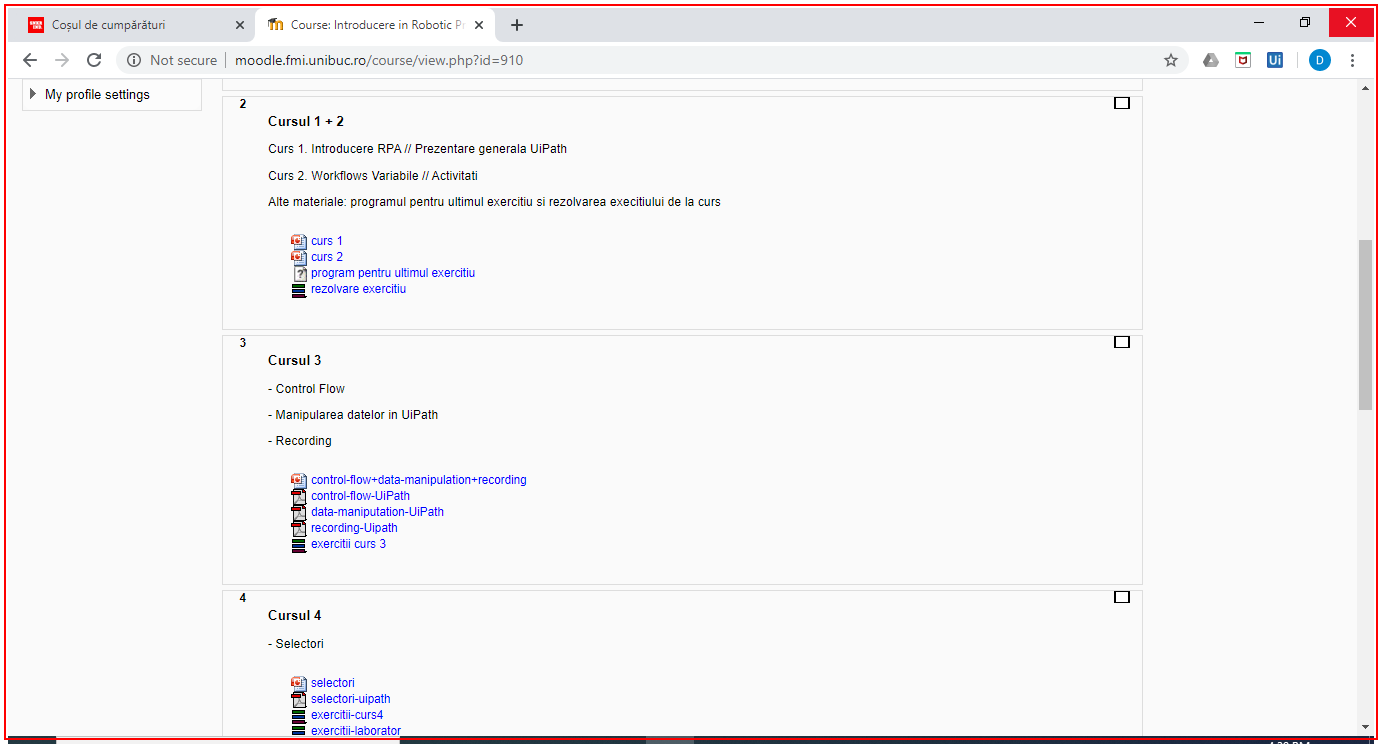 Coșul de cumpărături
Course: Introducere in Robotic Pr
Not secure
moodle.fmi.unibuc.ro/course/view.php?id=910
Ui
D
My profile settings
2
Cursul 1 + 2
Curs 1. Introducere RPA // Prezentare generala UiPath
Curs 2. Workflows Variabile // Activitati
Alte materiale: programul pentru ultimul exercitiu si rezolvarea execitiului de la curs
curs 1
curs 2
program pentru ultimul exercitiu
rezolvare exercitiu
3
Cursul 3
- Control Flow
- Manipularea datelor in UiPath
- Recording
control-flow+data-manipulation+recording
control-flow-UiPath
data-maniputation-UiPath
recording-Uipath
exercitii curs 3
4
Cursul 4
- Selectori
selectori
selectori-uipath
exercitii-curs4
exercitii-laborator